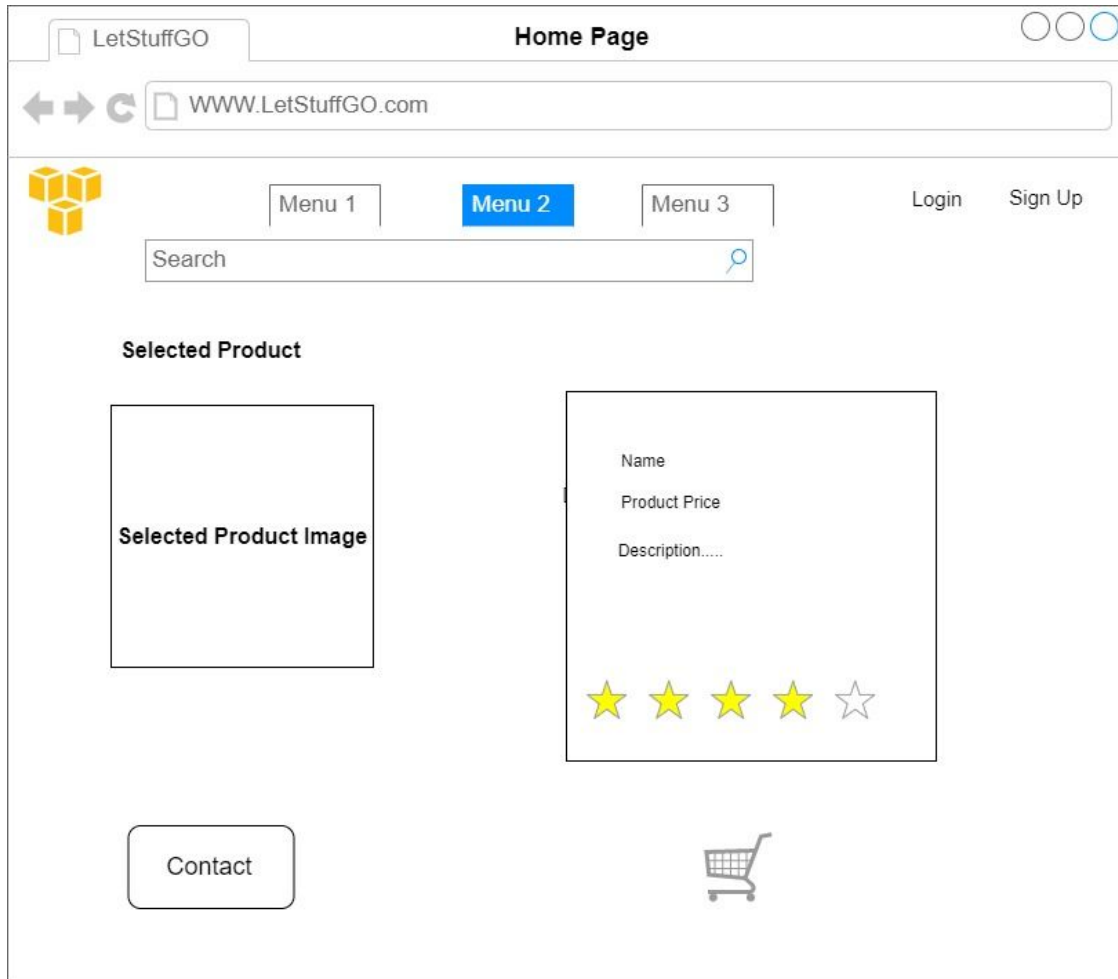 LetStuffGO
Home Page
WWW.LetStuffGO.com
Menu 1
Menu 2
Menu 3
Login
Sign Up
Search
Selected Product
Selected Product Image
Name
Product Price
Description.....
Contact